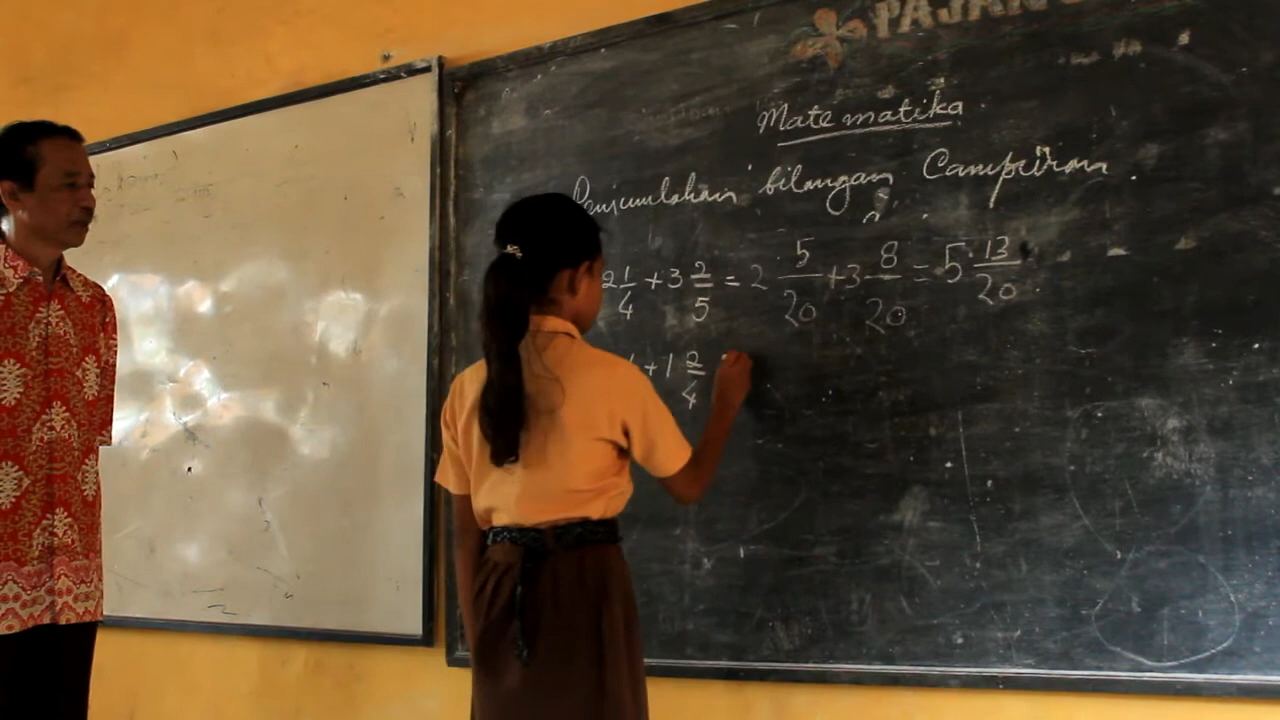 PAJAN
Matematika
Penjumlahan bilangan Campuran.
2 1/4 + 3 2/5 = 2 5/20 + 3 8/20 = 5 13/20
+ 1 2/4